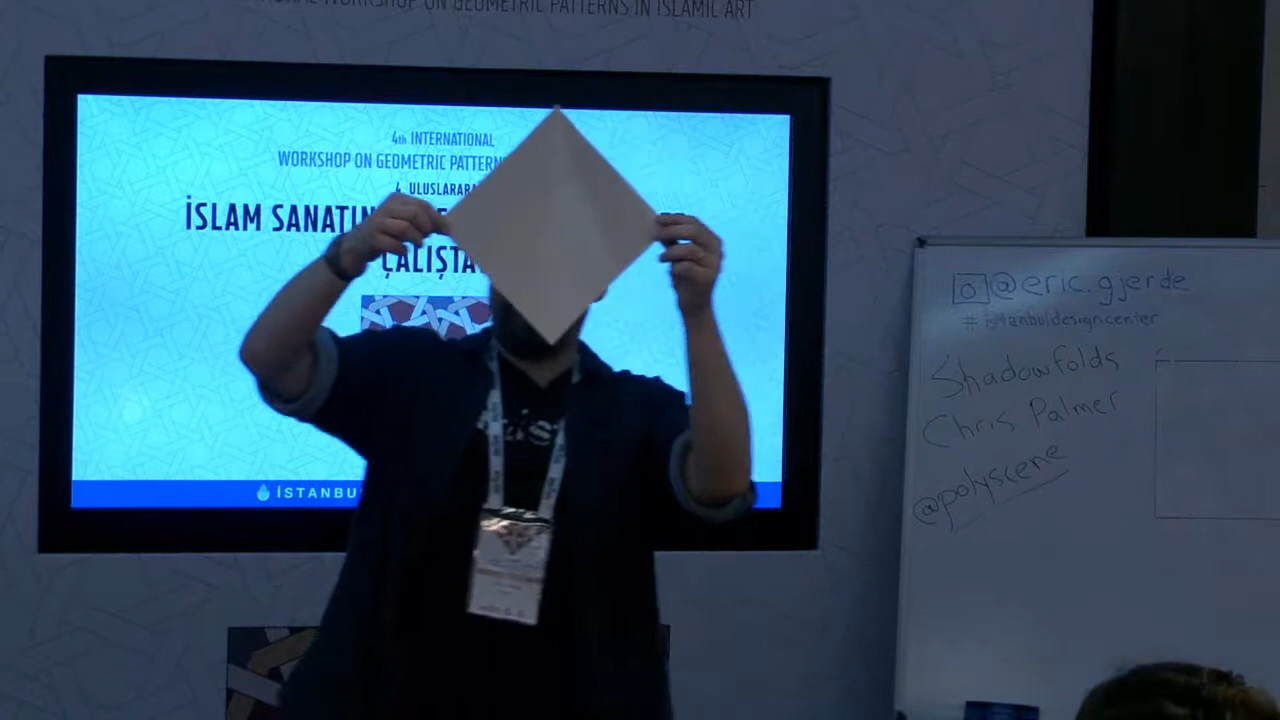 WORKSHOP ON GEOMETRIC PATTERNS IN ISLAMIC ART
4th INTERNATIONAL
WORKSHOP ON GEOMETRIC PATTERN
4. ULUSLARARA
İSLAM SANATIN
ÇALIŞTA
İSTANBU
@eric.gjerde
#istanbuldesigncenter
Shadowfolds
Chris Palmer
@polyscene